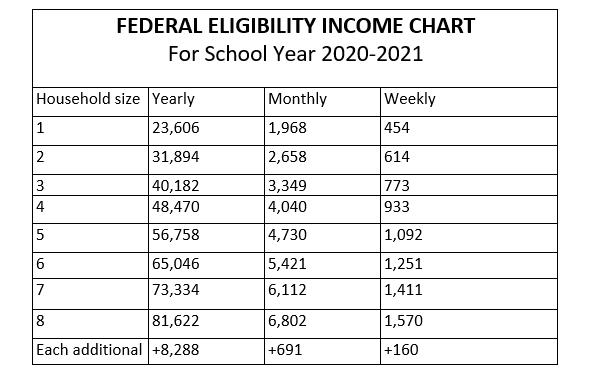 FEDERAL ELIGIBILITY INCOME CHART
For School Year 2020-2021
Household size Yearly Monthly Weekly
1 23,606 1,968 454
2 31,894 2,658 614
3 40,182 3,349 773
4 48,470 4,040 933
5 56,758 4,730 1,092
6 65,046 5,421 1,251
7 73,334 6,112 1,411
8 81,622 6,802 1,570
Each additional +8,288 +691 +160